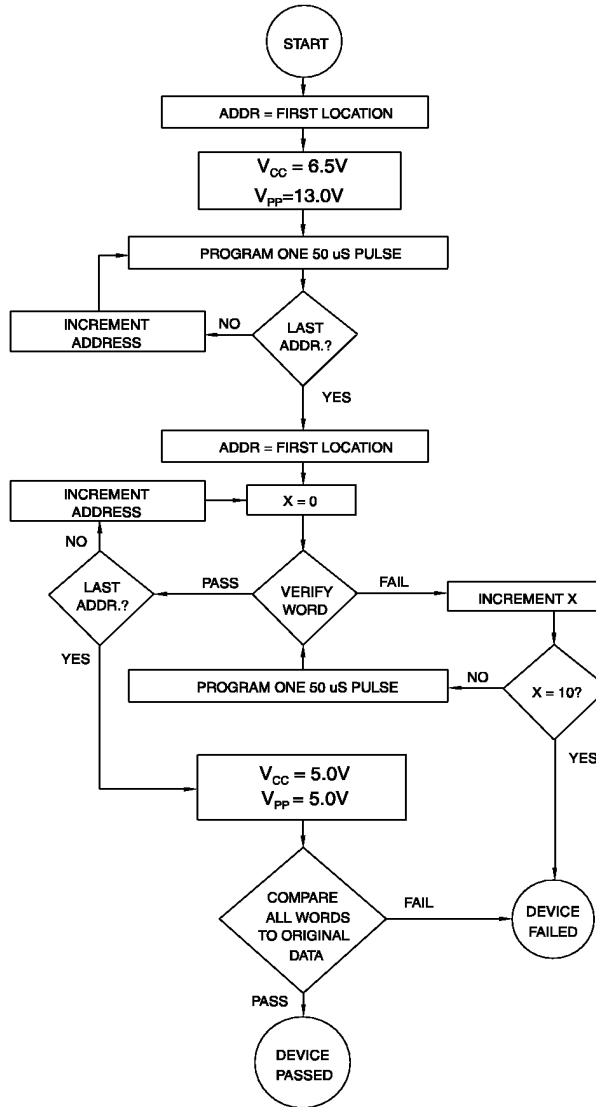 START
ADDR = FIRST LOCATION
VCC = 6.5V
VPP=13.0V
PROGRAM ONE 50 uS PULSE
INCREMENT
ADDRESS
NO
LAST
ADDR.?
YES
ADDR = FIRST LOCATION
INCREMENT
ADDRESS
X = 0
NO
LAST
ADDR.?
PASS
VERIFY
WORD
FAIL
INCREMENT X
YES
PROGRAM ONE 50 uS PULSE
NO
X = 10?
YES
VCC = 5.0V
VPP = 5.0V
COMPARE
ALL WORDS
TO ORIGINAL
DATA
FAIL
DEVICE
FAILED
PASS
DEVICE
PASSED